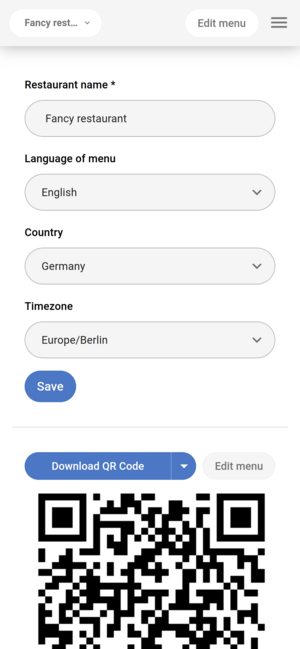 Fancy rest...
Edit menu
Restaurant name *
Fancy restaurant
Language of menu
English
Country
Germany
Timezone
Europe/Berlin
Save
Download QR Code
Edit menu